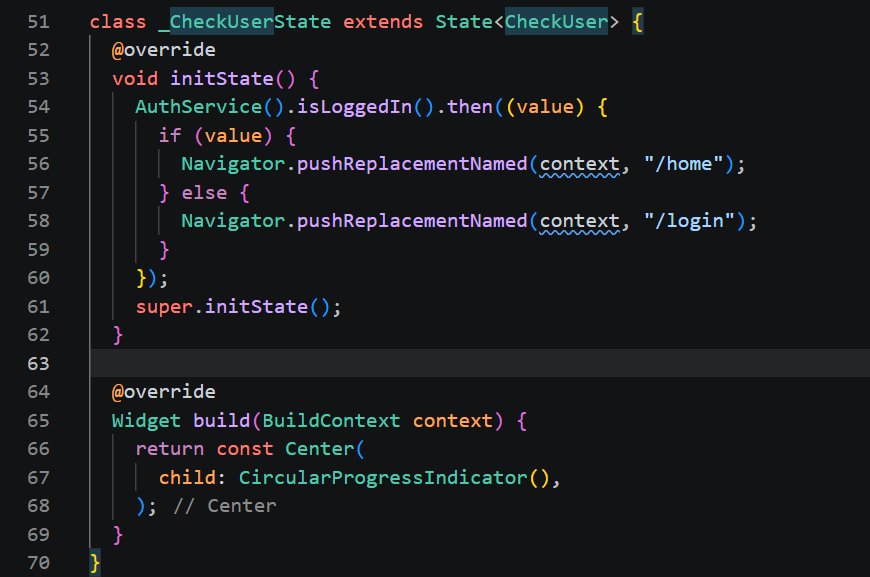 51 class _CheckUserState extends State<CheckUser> {
52 @override
53 void initState() {
54 AuthService().isLoggedIn().then((value) {
55 if (value) {
56 Navigator.pushReplacementNamed(context, "/home");
57 } else {
58 Navigator.pushReplacementNamed(context, "/login");
59 }
60 });
61 super.initState();
62 }
63
64 @override
65 Widget build(BuildContext context) {
66 return const Center(
67 child: CircularProgressIndicator(),
68 ); // Center
69 }
70 }